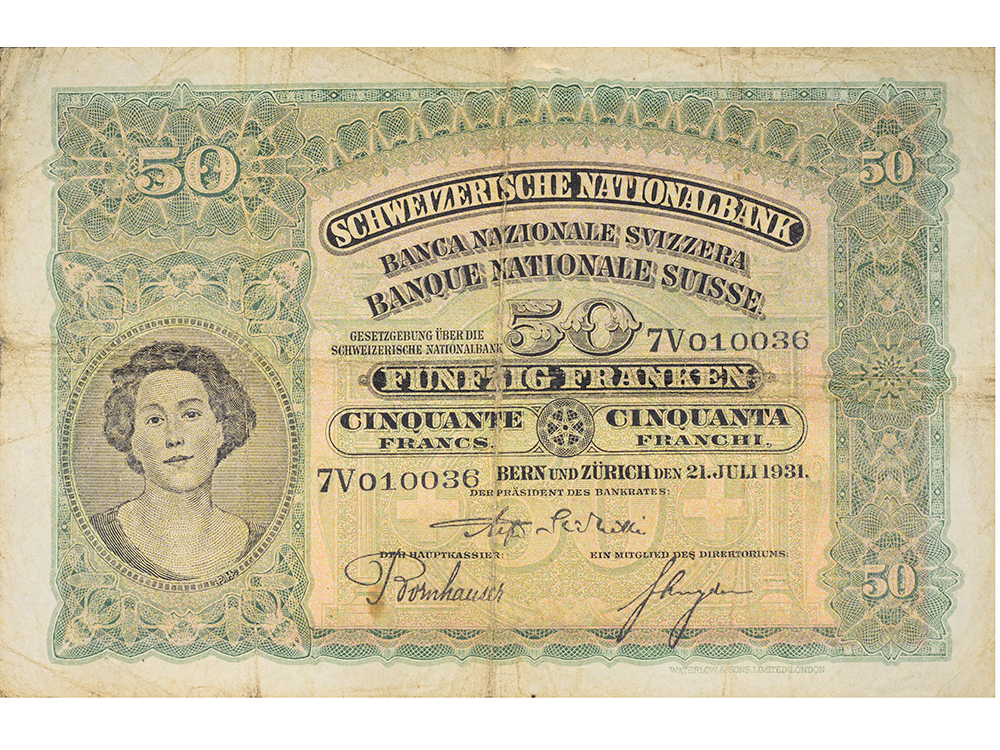 50
50
SCHWEIZERISCHE NATIONALBANK
BANCA NAZIONALE SVIZZERA
BANQUE NATIONALE SUISSE.
GESETZGEBUNG ÜBER DIE
SCHWEIZERISCHE NATIONALBANK
50
7V010036
FÜNFZIG FRANKEN
CINQUANTE
FRANCS.
CINQUANTA
FRANCHI.
7V010036
BERN UND ZÜRICH DEN 21. JULI 1931.
DER PRÄSIDENT DES BANKRATES:
DER HAUPTKASSIER:
EIN MITGLIED DES DIREKTORIUMS:
Bornhauser
50
WATERLOW & SONS LIMITED LONDON